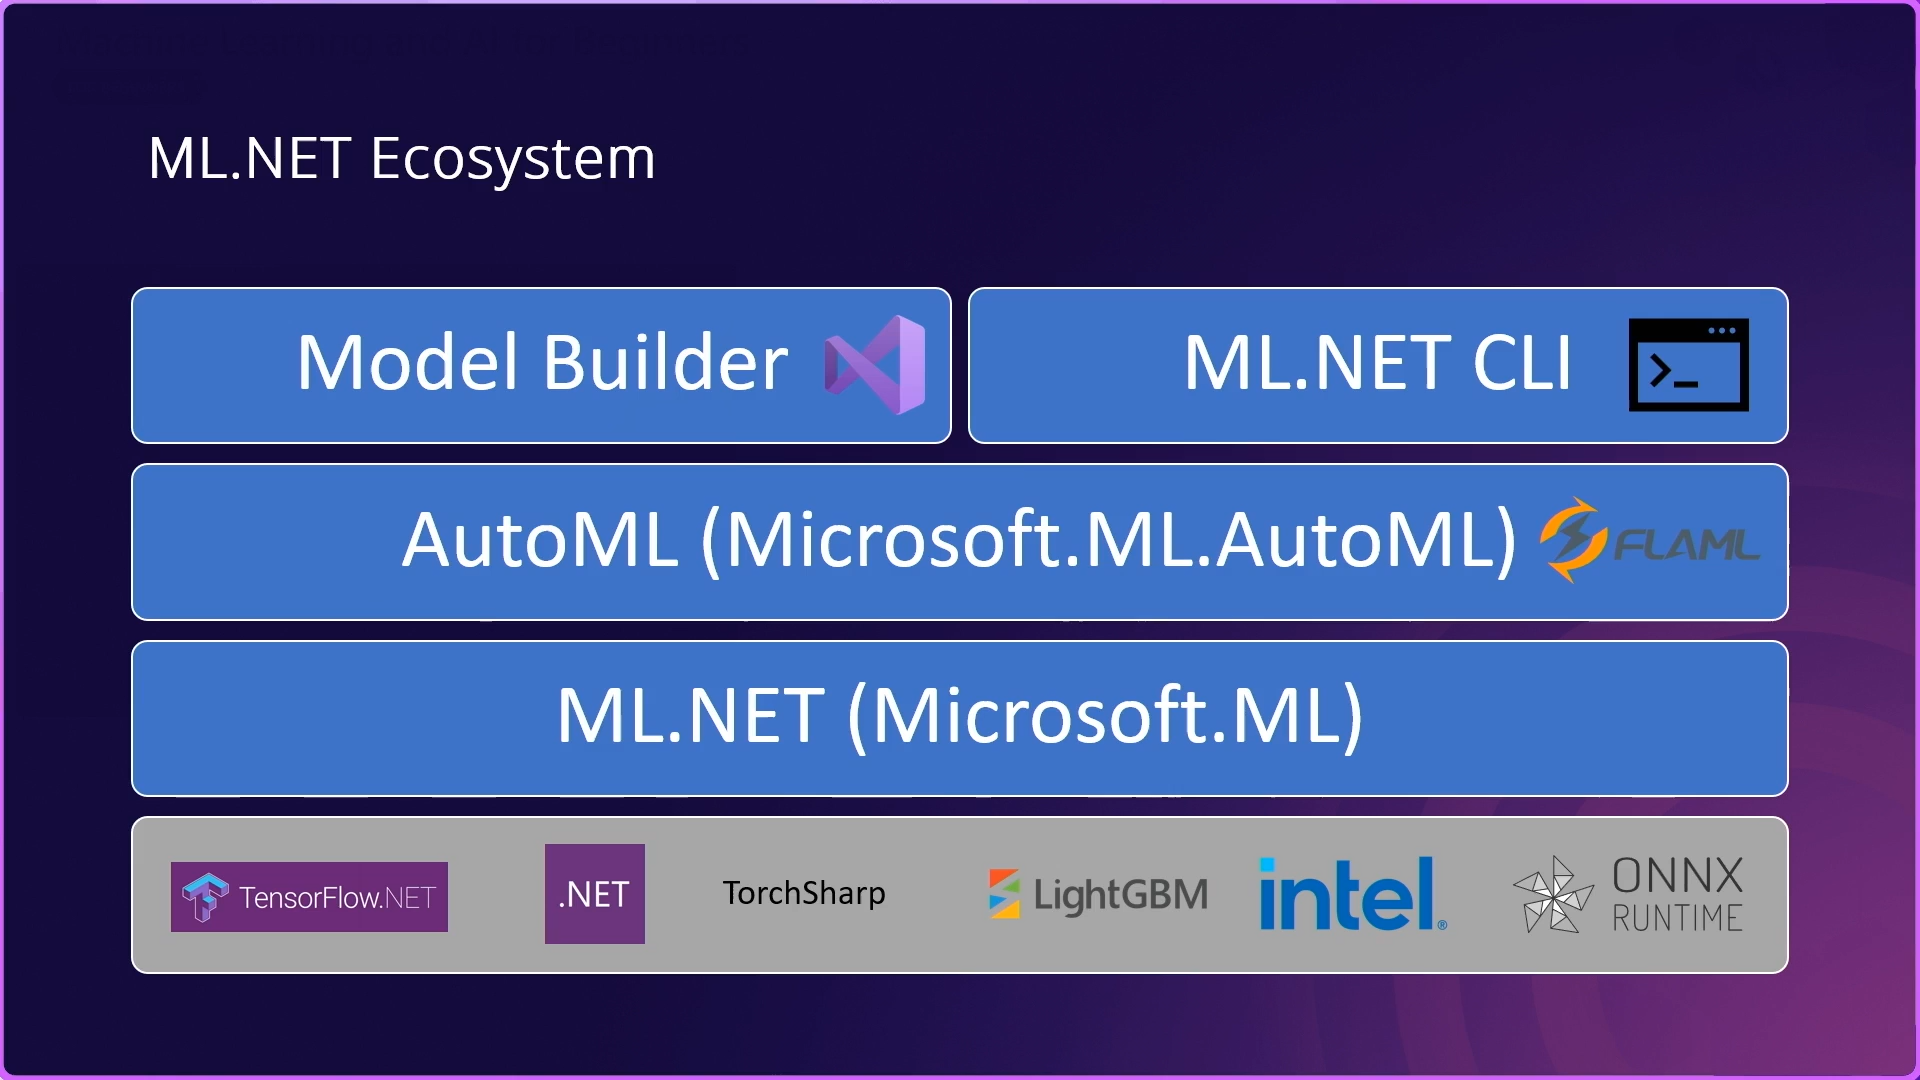 ML.NET Ecosystem
Model Builder
ML.NET CLI
>_
AutoML (Microsoft.ML.AutoML)
FLAML
ML.NET (Microsoft.ML)
TensorFlow.NET
.NET
TorchSharp
LightGBM
intel®
ONNX
RUNTIME